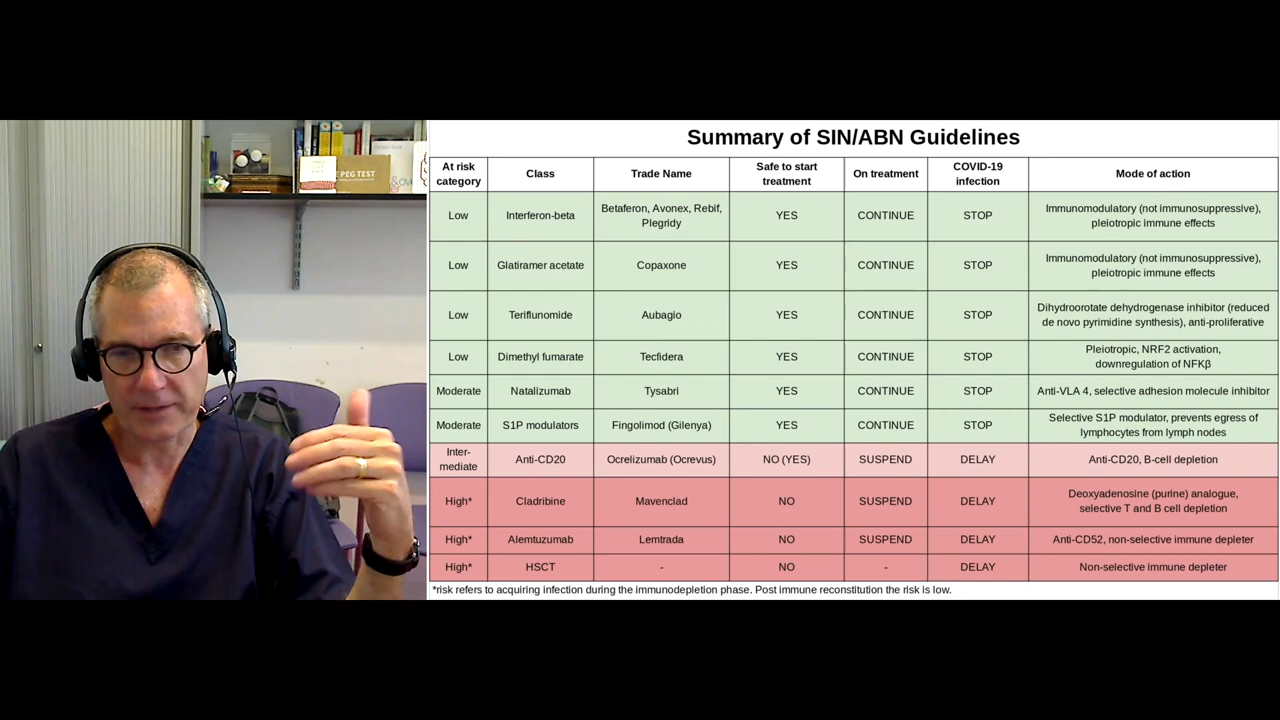 PEG TEST
Summary of SIN/ABN Guidelines
At risk category | Class | Trade Name | Safe to start treatment | On treatment | COVID-19 infection | Mode of action
Low | Interferon-beta | Betaferon, Avonex, Rebif, Plegridy | YES | CONTINUE | STOP | Immunomodulatory (not immunosuppressive), pleiotropic immune effects
Low | Glatiramer acetate | Copaxone | YES | CONTINUE | STOP | Immunomodulatory (not immunosuppressive), pleiotropic immune effects
Low | Teriflunomide | Aubagio | YES | CONTINUE | STOP | Dihydroorotate dehydrogenase inhibitor (reduced de novo pyrimidine synthesis), anti-proliferative
Low | Dimethyl fumarate | Tecfidera | YES | CONTINUE | STOP | Pleiotropic, NRF2 activation, downregulation of NFKβ
Moderate | Natalizumab | Tysabri | YES | CONTINUE | STOP | Anti-VLA 4, selective adhesion molecule inhibitor
Moderate | S1P modulators | Fingolimod (Gilenya) | YES | CONTINUE | STOP | Selective S1P modulator, prevents egress of lymphocytes from lymph nodes
Inter-mediate | Anti-CD20 | Ocrelizumab (Ocrevus) | NO (YES) | SUSPEND | DELAY | Anti-CD20, B-cell depletion
High* | Cladribine | Mavenclad | NO | SUSPEND | DELAY | Deoxyadenosine (purine) analogue, selective T and B cell depletion
High* | Alemtuzumab | Lemtrada | NO | SUSPEND | DELAY | Anti-CD52, non-selective immune depleter
High* | HSCT | - | NO | - | DELAY | Non-selective immune depleter
*risk refers to acquiring infection during the immunodepletion phase. Post immune reconstitution the risk is low.